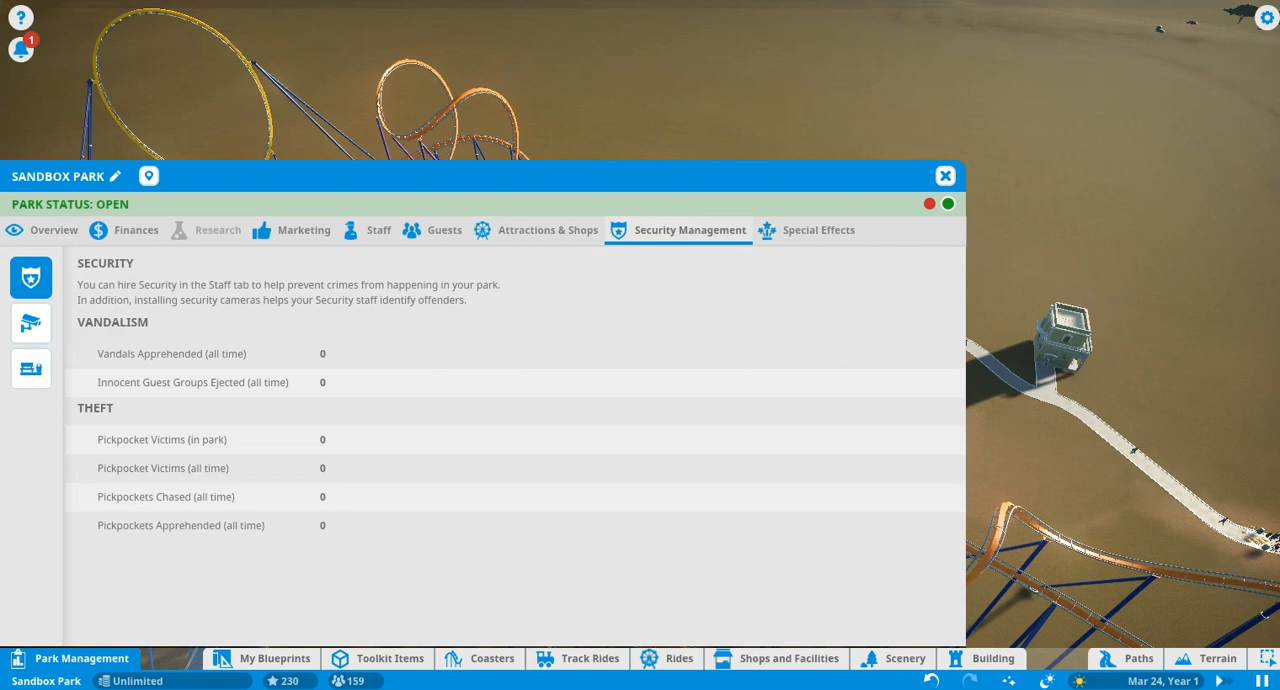 ?
1
SANDBOX PARK
PARK STATUS: OPEN
Overview Finances Research Marketing Staff Guests Attractions & Shops Security Management Special Effects
SECURITY
You can hire Security in the Staff tab to help prevent crimes from happening in your park.
In addition, installing security cameras helps your Security staff identify offenders.
VANDALISM
Vandals Apprehended (all time) 0
Innocent Guest Groups Ejected (all time) 0
THEFT
Pickpocket Victims (in park) 0
Pickpocket Victims (all time) 0
Pickpockets Chased (all time) 0
Pickpockets Apprehended (all time) 0
Park Management My Blueprints Toolkit Items Coasters Track Rides Rides Shops and Facilities Scenery Building Paths Terrain
Sandbox Park Unlimited 230 159 Mar 24, Year 1